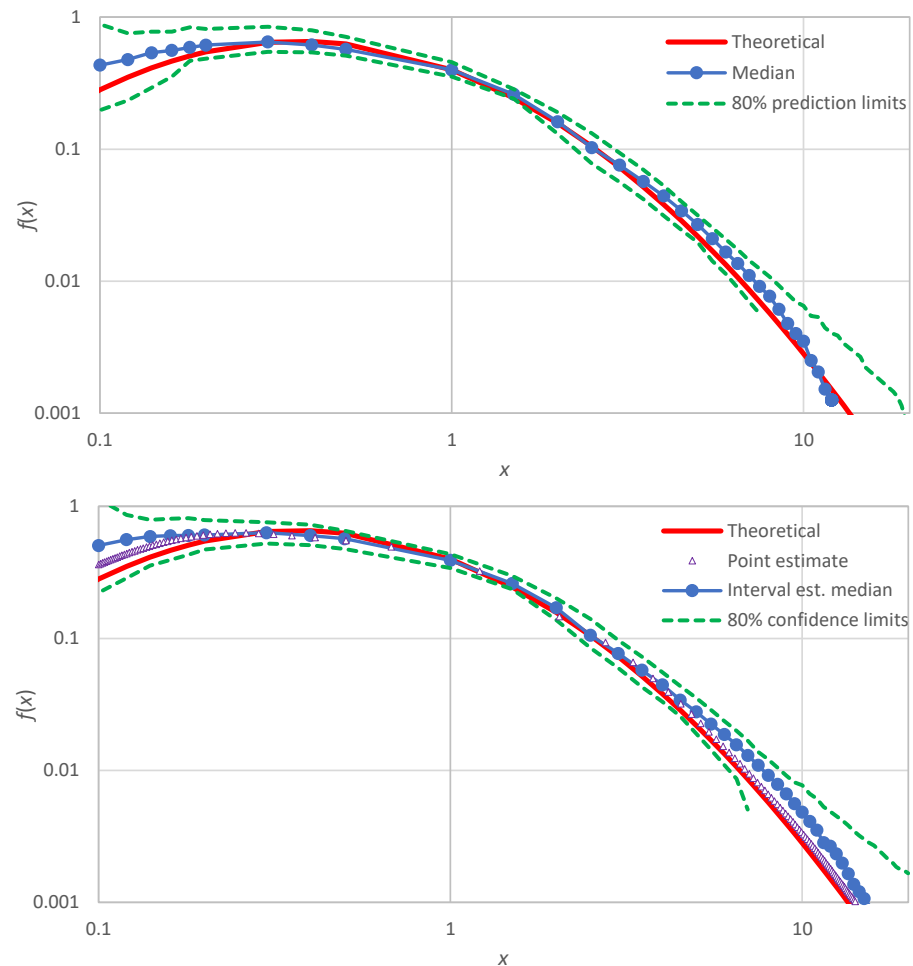 1
Theoretical
Median
80% prediction limits
0.1
f(x)
0.01
0.001
0.1
1
10
x
1
Theoretical
Point estimate
Interval est. median
80% confidence limits
0.1
f(x)
0.01
0.001
0.1
1
10
x